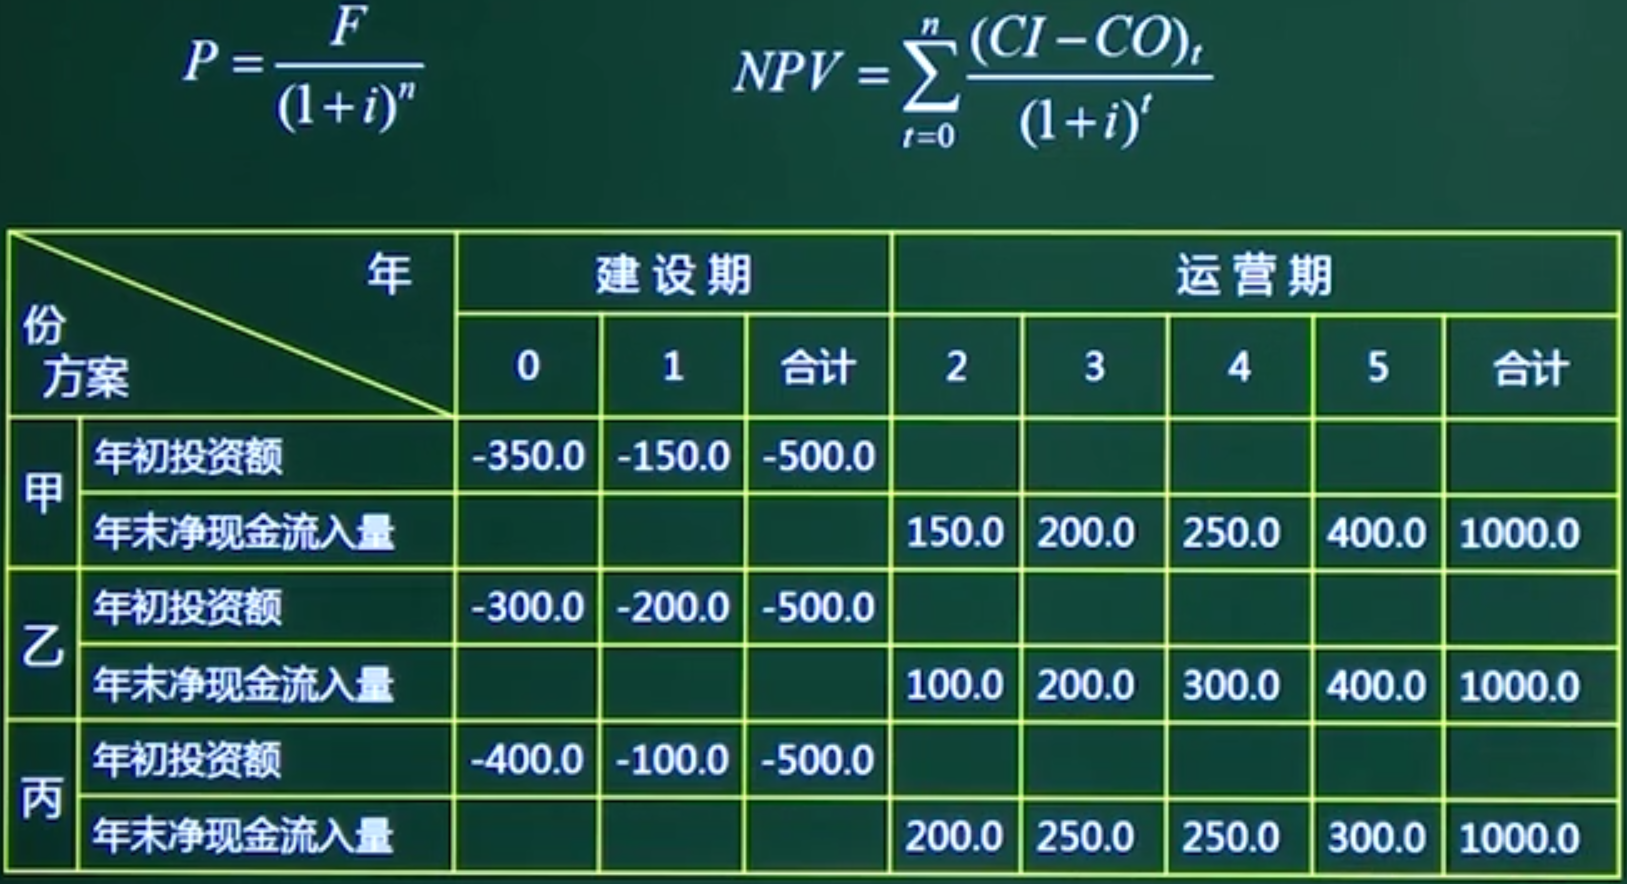 P = F / (1+i)^n
NPV = ∑_{t=0}^{n} (CI−CO)_t / (1+i)^t
年 建设期 运营期
份
方案 0 1 合计 2 3 4 5 合计
甲 年初投资额 -350.0 -150.0 -500.0
年末净现金流入量 150.0 200.0 250.0 400.0 1000.0
乙 年初投资额 -300.0 -200.0 -500.0
年末净现金流入量 100.0 200.0 300.0 400.0 1000.0
丙 年初投资额 -400.0 -100.0 -500.0
年末净现金流入量 200.0 250.0 250.0 300.0 1000.0